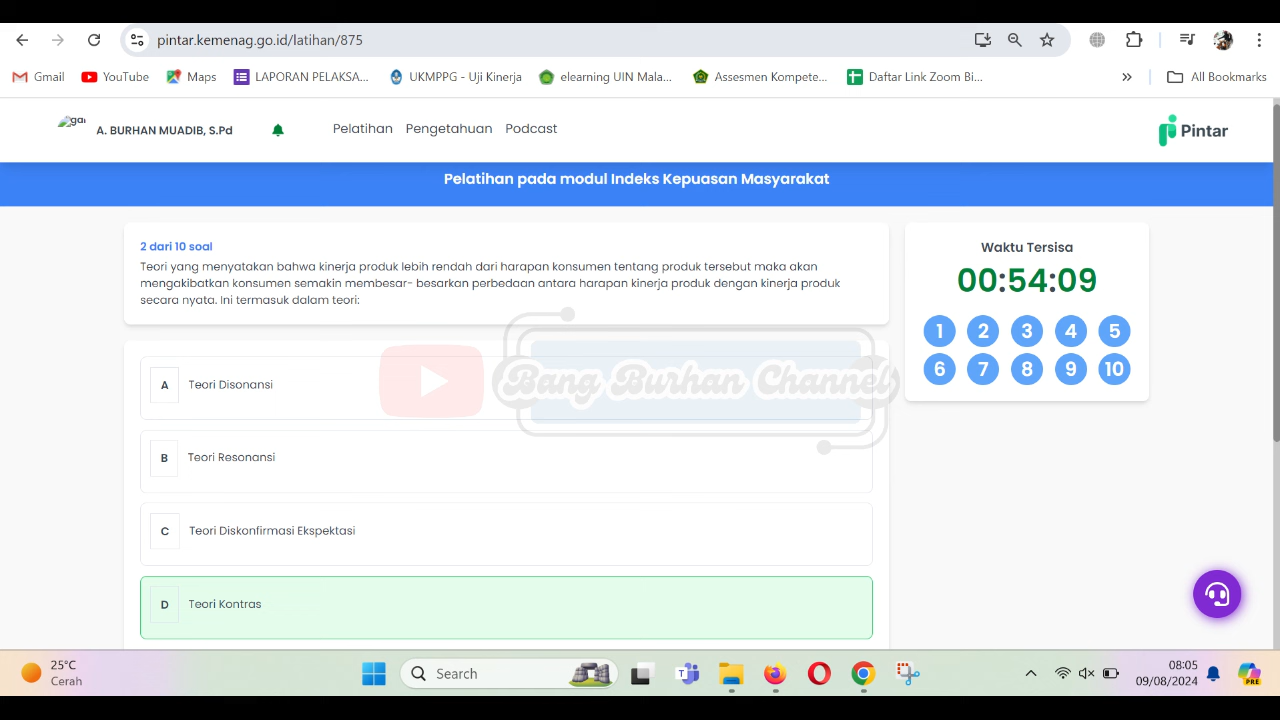 pintar.kemenag.go.id/latihan/875
Gmail YouTube Maps LAPORAN PELAKSA... UKMPPG - Uji Kinerja elearning UIN Mala... Assesmen Kompete... Daftar Link Zoom Bi... » All Bookmarks
A. BURHAN MUADIB, S.Pd Pelatihan Pengetahuan Podcast Pintar
Pelatihan pada modul Indeks Kepuasan Masyarakat
2 dari 10 soal
Teori yang menyatakan bahwa kinerja produk lebih rendah dari harapan konsumen tentang produk tersebut maka akan
mengakibatkan konsumen semakin membesar- besarkan perbedaan antara harapan kinerja produk dengan kinerja produk
secara nyata. Ini termasuk dalam teori:
Waktu Tersisa
00:54:09
1 2 3 4 5
6 7 8 9 10
A Teori Disonansi
Bang Burhan Channel
B Teori Resonansi
C Teori Diskonfirmasi Ekspektasi
D Teori Kontras
25°C
Cerah
Search
08:05
09/08/2024
PRE